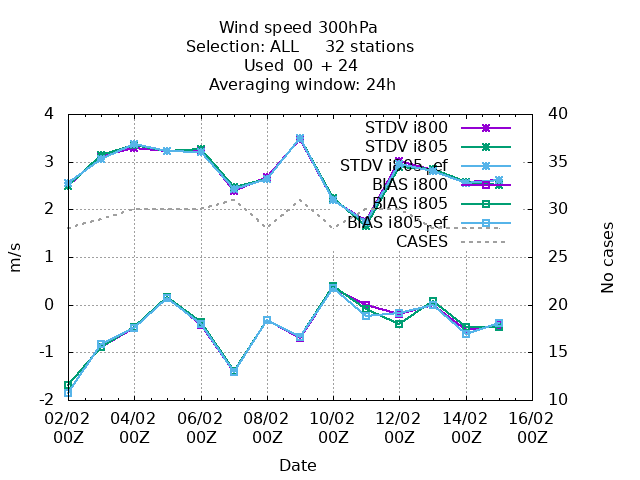 Wind speed 300hPa
Selection: ALL 32 stations
Used 00 + 24
Averaging window: 24h
4
3
2
1
0
-1
-2
m/s
40
35
30
25
20
15
10
No cases
STDV i800
STDV i805
STDV i805_ref
BIAS i800
BIAS i805
BIAS i805_ref
CASES
02/02 04/02 06/02 08/02 10/02 12/02 14/02 16/02
00Z 00Z 00Z 00Z 00Z 00Z 00Z 00Z
Date